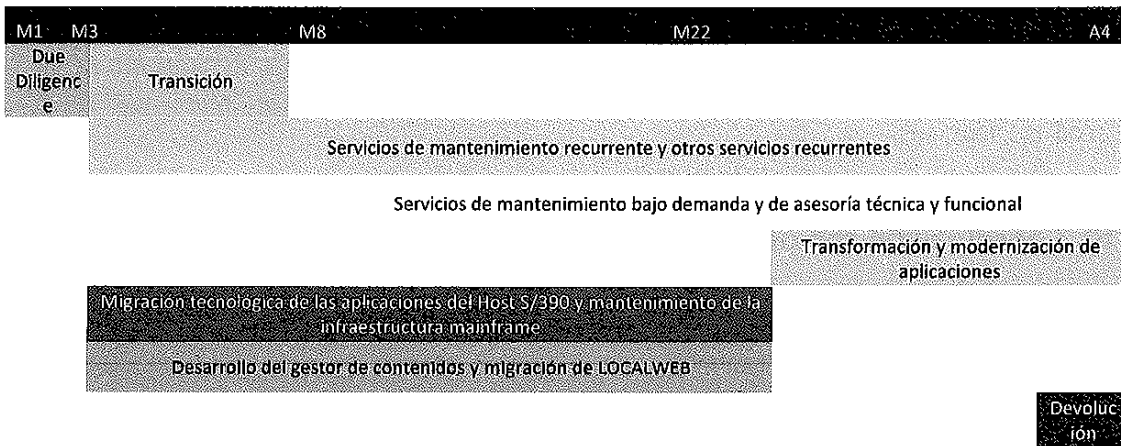 M1 M3 M8 M22 A4
Due
Diligenc
e
Transición
Servicios de mantenimiento recurrente y otros servicios recurrentes
Servicios de mantenimiento bajo demanda y de asesoría técnica y funcional
Transformación y modernización de
aplicaciones
Migración tecnológica de las aplicaciones del Host S/390 y mantenimiento de la
infraestructura mainframe
Desarrollo del gestor de contenidos y migración de LOCALWEB
Devoluc
ión